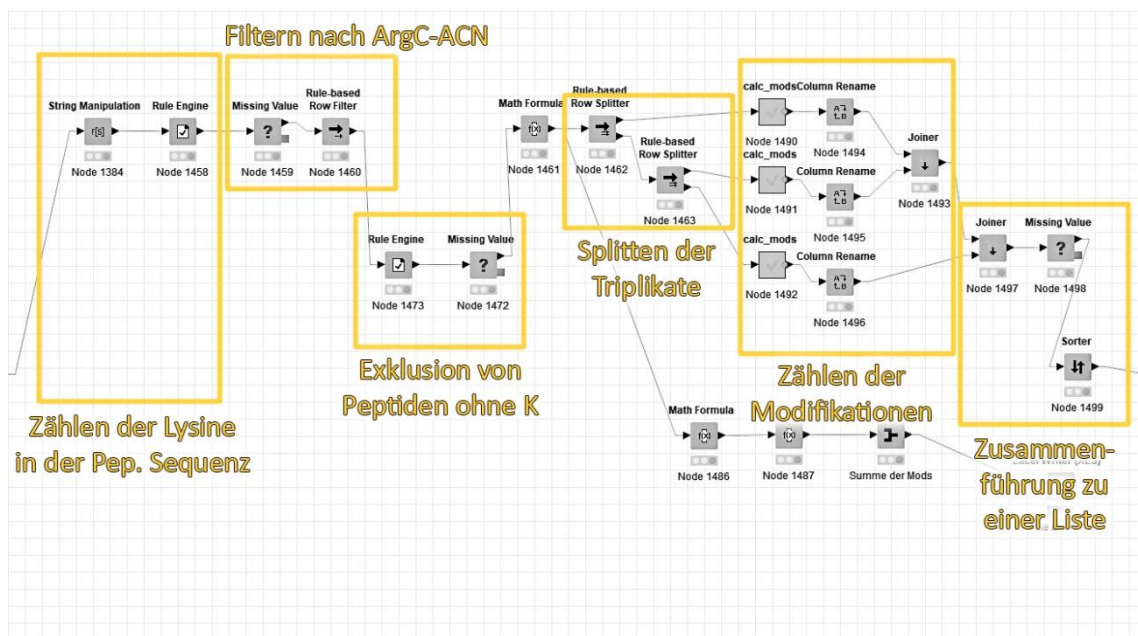 Filtern nach ArgC-ACN
String Manipulation
Rule Engine
Missing Value
Rule-based
Row Filter
Node 1384
Node 1458
Node 1459
Node 1460
Math Formula
Node 1461
Rule-based
Row Splitter
Node 1462
Rule-based
Row Splitter
Node 1463
calc_mods
Column Rename
Node 1490
Node 1494
calc_mods
Column Rename
Node 1491
Node 1495
calc_mods
Column Rename
Node 1492
Node 1496
Joiner
Node 1493
Joiner
Missing Value
Node 1497
Node 1498
Sorter
Node 1499
Rule Engine
Missing Value
Node 1473
Node 1472
Splitten der
Triplikate
Exklusion von
Peptiden ohne K
Zählen der
Modifikationen
Zählen der Lysine
in der Pep. Sequenz
Math Formula
Node 1486
Node 1487
Summe der Mods
Zusammen-
führung zu
einer Liste